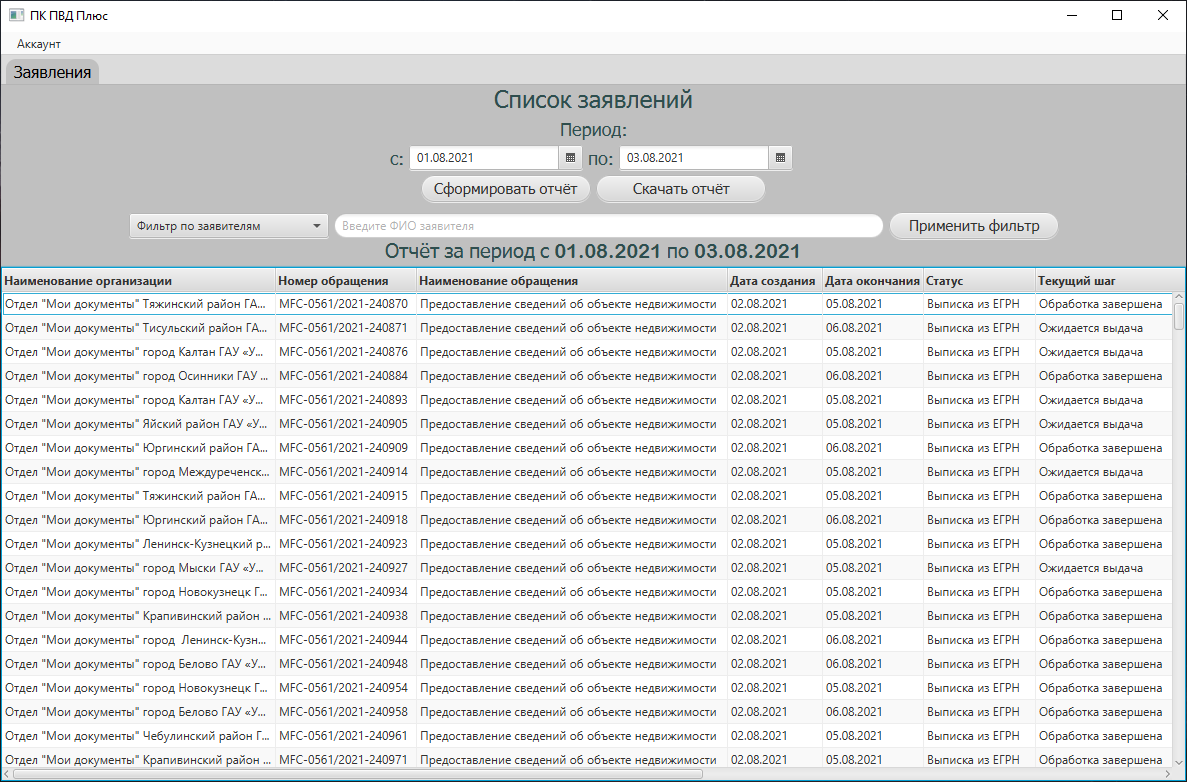 ПК ПВД Плюс
Аккаунт
Заявления
Список заявлений
Период:
с: 01.08.2021 по: 03.08.2021
Сформировать отчёт Скачать отчёт
Фильтр по заявителям Введите ФИО заявителя Применить фильтр
Отчёт за период с 01.08.2021 по 03.08.2021
Наименование организации Номер обращения Наименование обращения Дата создания Дата окончания Статус Текущий шаг
Отдел "Мои документы" Тяжинский район ГА... MFC-0561/2021-240870 Предоставление сведений об объекте недвижимости 02.08.2021 05.08.2021 Выписка из ЕГРН Обработка завершена
Отдел "Мои документы" Тисульский район ГА... MFC-0561/2021-240871 Предоставление сведений об объекте недвижимости 02.08.2021 06.08.2021 Выписка из ЕГРН Ожидается выдача
Отдел "Мои документы" город Калтан ГАУ «У... MFC-0561/2021-240876 Предоставление сведений об объекте недвижимости 02.08.2021 05.08.2021 Выписка из ЕГРН Ожидается выдача
Отдел "Мои документы" город Осинники ГАУ ... MFC-0561/2021-240884 Предоставление сведений об объекте недвижимости 02.08.2021 06.08.2021 Выписка из ЕГРН Обработка завершена
Отдел "Мои документы" город Калтан ГАУ «У... MFC-0561/2021-240893 Предоставление сведений об объекте недвижимости 02.08.2021 05.08.2021 Выписка из ЕГРН Ожидается выдача
Отдел "Мои документы" Яйский район ГАУ «У... MFC-0561/2021-240905 Предоставление сведений об объекте недвижимости 02.08.2021 05.08.2021 Выписка из ЕГРН Ожидается выдача
Отдел "Мои документы" Юргинский район ГА... MFC-0561/2021-240909 Предоставление сведений об объекте недвижимости 02.08.2021 06.08.2021 Выписка из ЕГРН Обработка завершена
Отдел "Мои документы" город Междуреченск... MFC-0561/2021-240914 Предоставление сведений об объекте недвижимости 02.08.2021 05.08.2021 Выписка из ЕГРН Ожидается выдача
Отдел "Мои документы" Тяжинский район ГА... MFC-0561/2021-240915 Предоставление сведений об объекте недвижимости 02.08.2021 05.08.2021 Выписка из ЕГРН Обработка завершена
Отдел "Мои документы" Юргинский район ГА... MFC-0561/2021-240918 Предоставление сведений об объекте недвижимости 02.08.2021 06.08.2021 Выписка из ЕГРН Обработка завершена
Отдел "Мои документы" Ленинск-Кузнецкий р... MFC-0561/2021-240923 Предоставление сведений об объекте недвижимости 02.08.2021 05.08.2021 Выписка из ЕГРН Обработка завершена
Отдел "Мои документы" город Мыски ГАУ «У... MFC-0561/2021-240927 Предоставление сведений об объекте недвижимости 02.08.2021 05.08.2021 Выписка из ЕГРН Ожидается выдача
Отдел "Мои документы" город Новокузнецк Г... MFC-0561/2021-240934 Предоставление сведений об объекте недвижимости 02.08.2021 05.08.2021 Выписка из ЕГРН Обработка завершена
Отдел "Мои документы" Крапивинский район ... MFC-0561/2021-240938 Предоставление сведений об объекте недвижимости 02.08.2021 05.08.2021 Выписка из ЕГРН Обработка завершена
Отдел "Мои документы" город  Ленинск-Кузн... MFC-0561/2021-240944 Предоставление сведений об объекте недвижимости 02.08.2021 06.08.2021 Выписка из ЕГРН Обработка завершена
Отдел "Мои документы" город Белово ГАУ «У... MFC-0561/2021-240948 Предоставление сведений об объекте недвижимости 02.08.2021 06.08.2021 Выписка из ЕГРН Обработка завершена
Отдел "Мои документы" город Новокузнецк Г... MFC-0561/2021-240954 Предоставление сведений об объекте недвижимости 02.08.2021 05.08.2021 Выписка из ЕГРН Обработка завершена
Отдел "Мои документы" город Белово ГАУ «У... MFC-0561/2021-240958 Предоставление сведений об объекте недвижимости 02.08.2021 06.08.2021 Выписка из ЕГРН Обработка завершена
Отдел "Мои документы" Чебулинский район Г... MFC-0561/2021-240961 Предоставление сведений об объекте недвижимости 02.08.2021 05.08.2021 Выписка из ЕГРН Обработка завершена
Отдел "Мои документы" Крапивинский район ... MFC-0561/2021-240971 Предоставление сведений об объекте недвижимости 02.08.2021 05.08.2021 Выписка из ЕГРН Обработка завершена